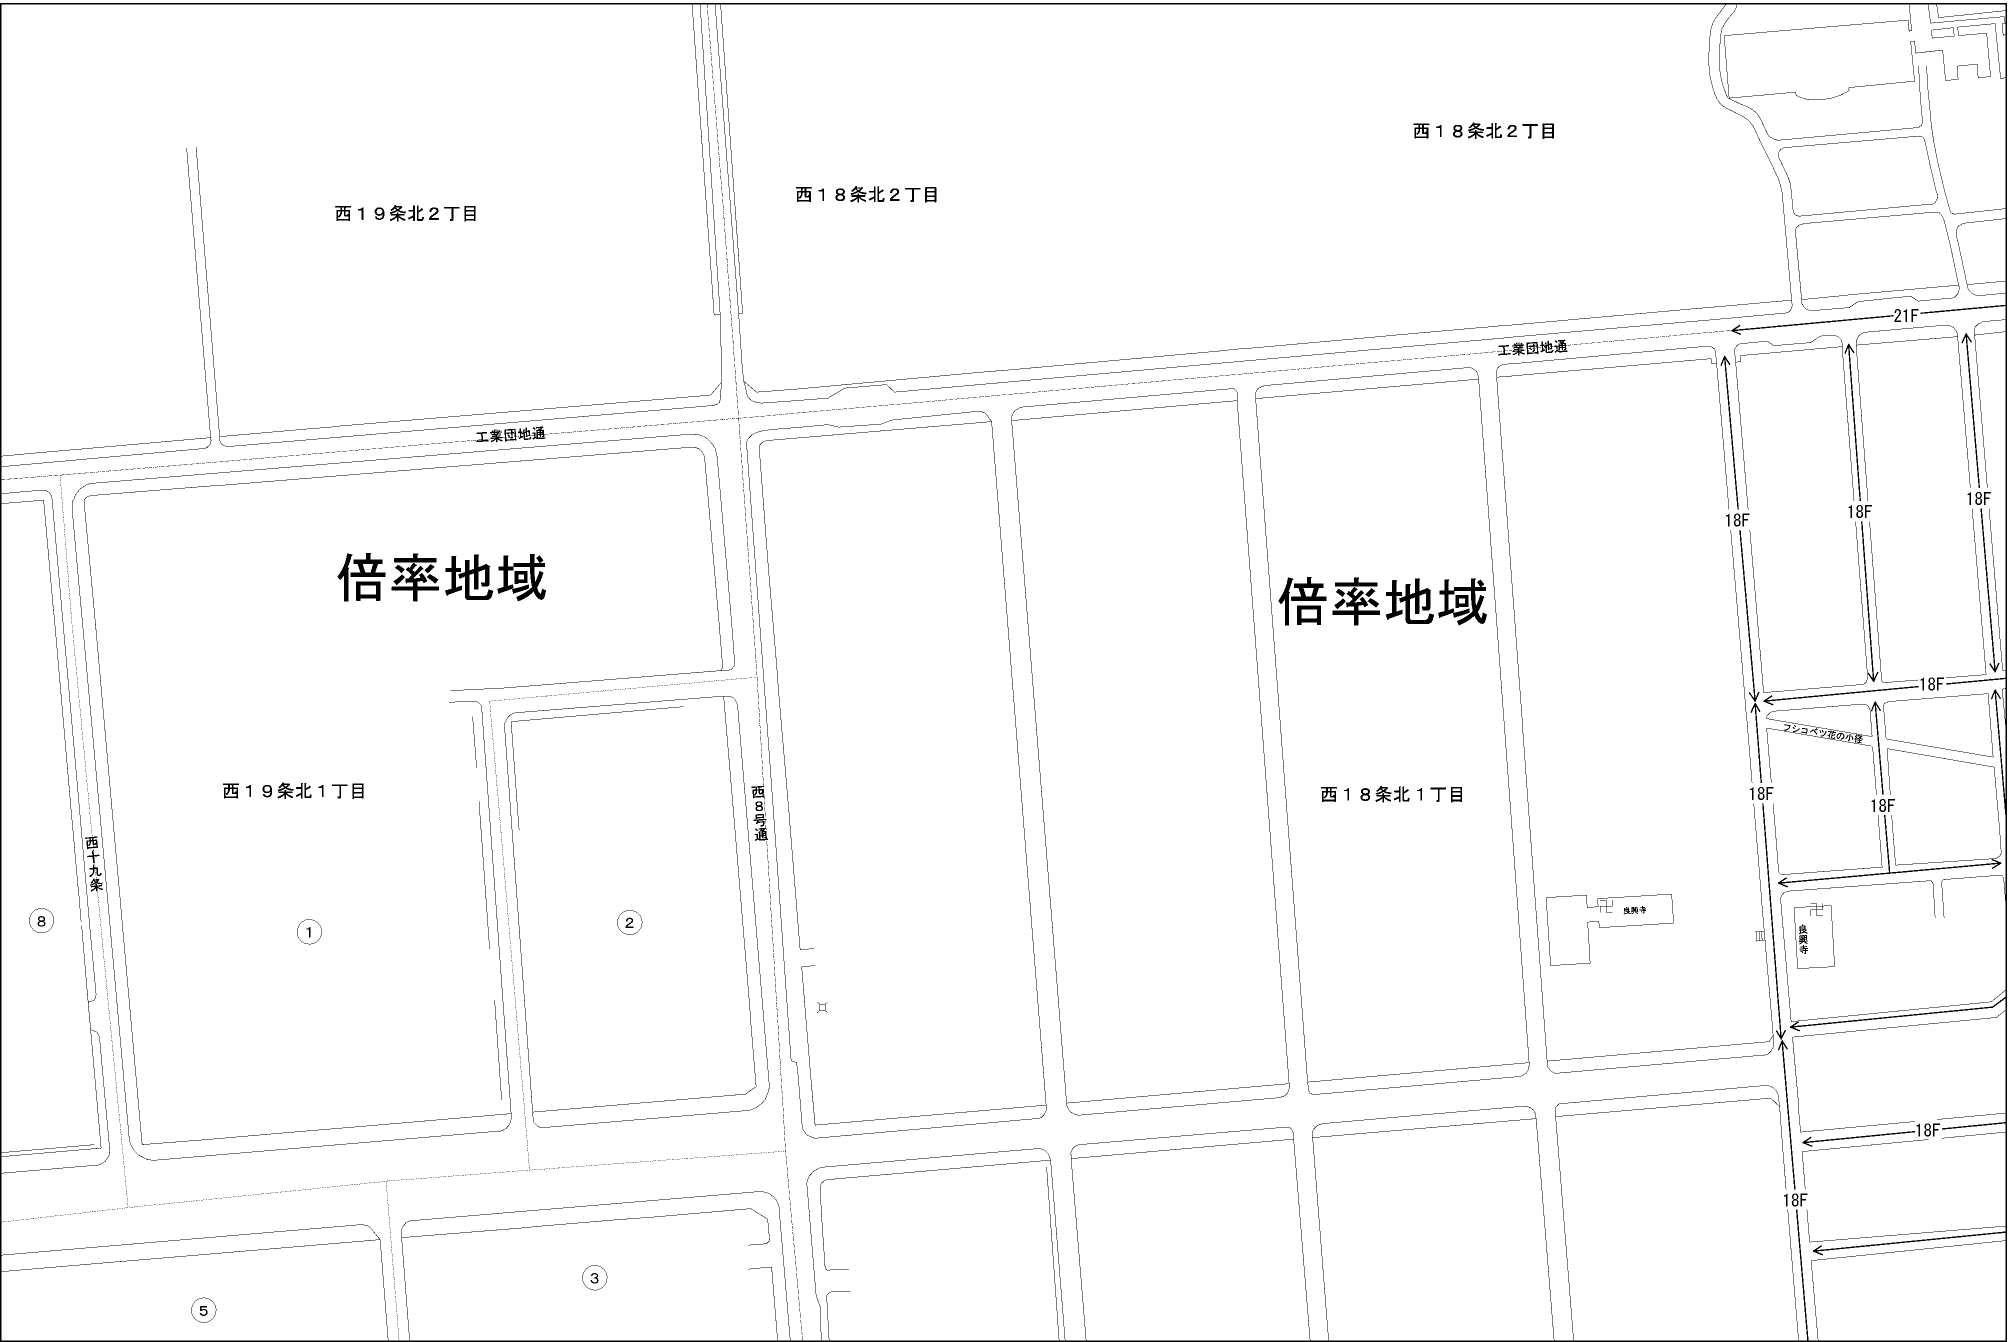 西１８条北２丁目
西１８条北２丁目
西１９条北２丁目
21F
工業団地通
工業団地通
18F
18F
18F
倍率地域
倍率地域
18F
フシコベツ花の小径
西１９条北１丁目
西８号通
西１８条北１丁目
18F
18F
西十九条
8
1
2
良興寺
良興寺
18F
18F
3
5